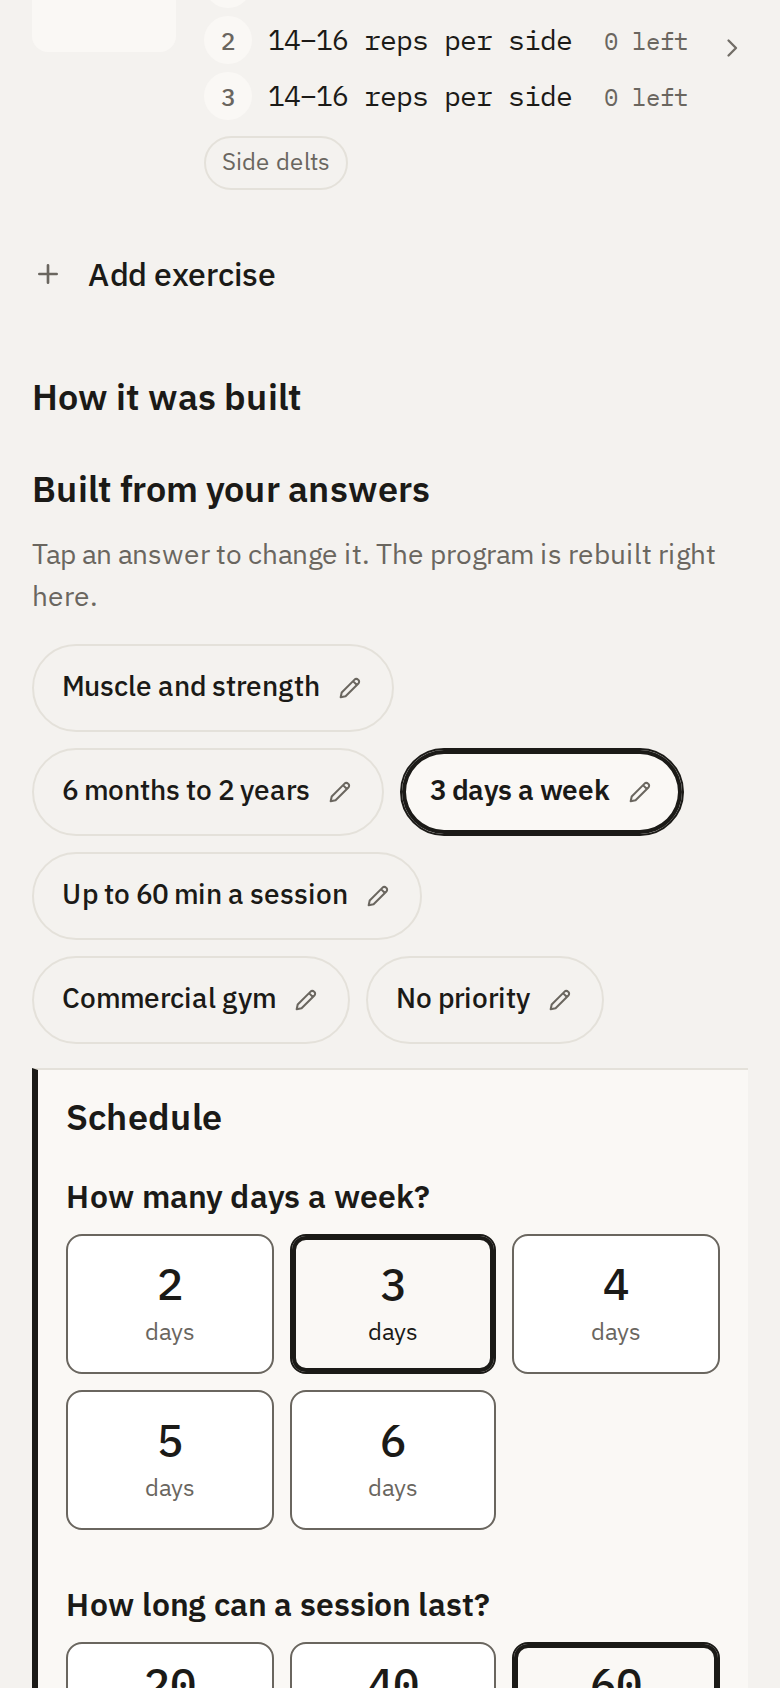 2 14–16 reps per side 0 left
3 14–16 reps per side 0 left
Side delts
Add exercise
How it was built
Built from your answers
Tap an answer to change it. The program is rebuilt right
here.
Muscle and strength
6 months to 2 years 3 days a week
Up to 60 min a session
Commercial gym No priority
Schedule
How many days a week?
2 3 4
days days days
5 6
days days
How long can a session last?
20 40 60